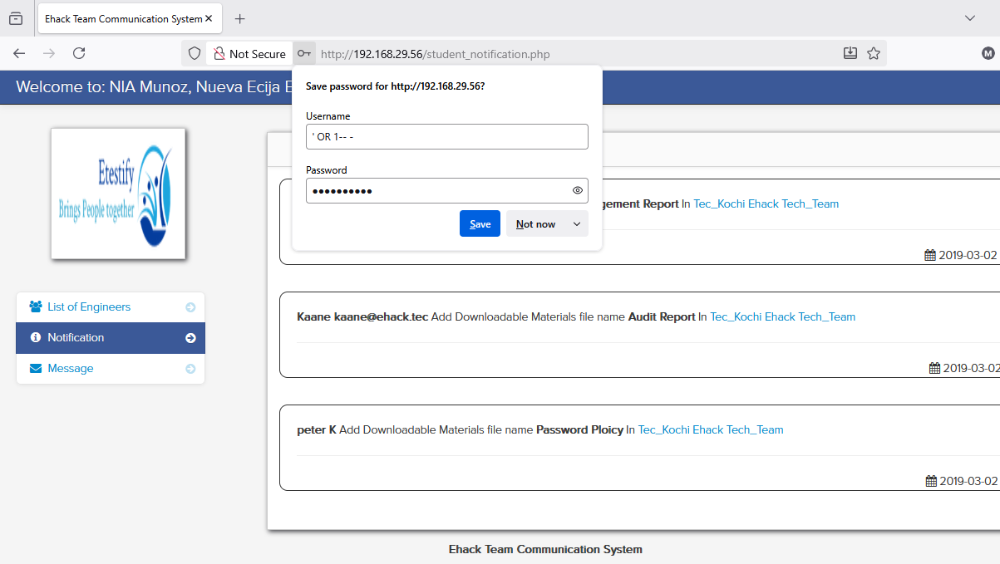 Ehack Team Communication System
Not Secure
http://192.168.29.56/student_notification.php
M
Welcome to: NIA Munoz, Nueva Ecija E
Save password for http://192.168.29.56?
Username
' OR 1-- -
Password
Save
Not now
Etestify
Brings People together
List of Engineers
Notification
Message
gement Report In Tec_Kochi Ehack Tech_Team
2019-03-02
Kaane kaane@ehack.tec Add Downloadable Materials file name Audit Report In Tec_Kochi Ehack Tech_Team
2019-03-02
peter K Add Downloadable Materials file name Password Ploicy In Tec_Kochi Ehack Tech_Team
2019-03-02
Ehack Team Communication System